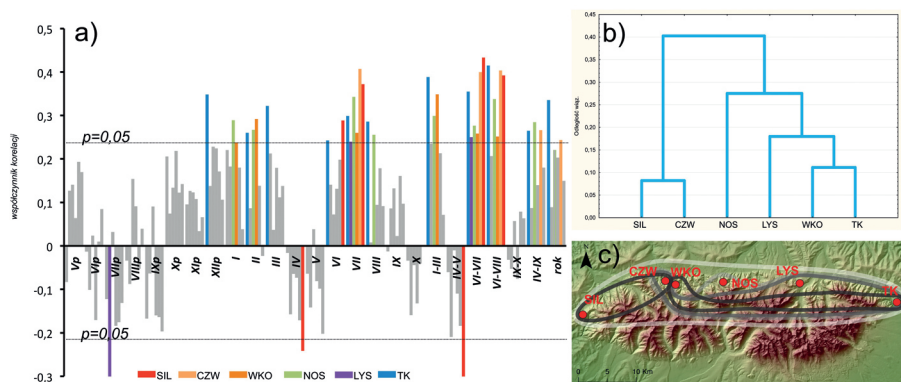 a)
współczynnik korelacji
0,5
0,4
0,3
0,2
0,1
0
-0,1
-0,2
-0,3
p=0,05
p=0,05
Vp VIp VIIp VIIIp IXp Xp XIp XIIp I II III IV V VI VII VIII IX X I-III IV-V VI-VII VI-VIII IX-X IV-IX rok
SIL CZW WKO NOS LYS TK
b)
Odległość wiąz.
0,45
0,40
0,35
0,30
0,25
0,20
0,15
0,10
0,05
0,00
SIL CZW NOS LYS WKO TK
c)
CZW WKO LYS
NOS TK
SIL
0 5 10 Km